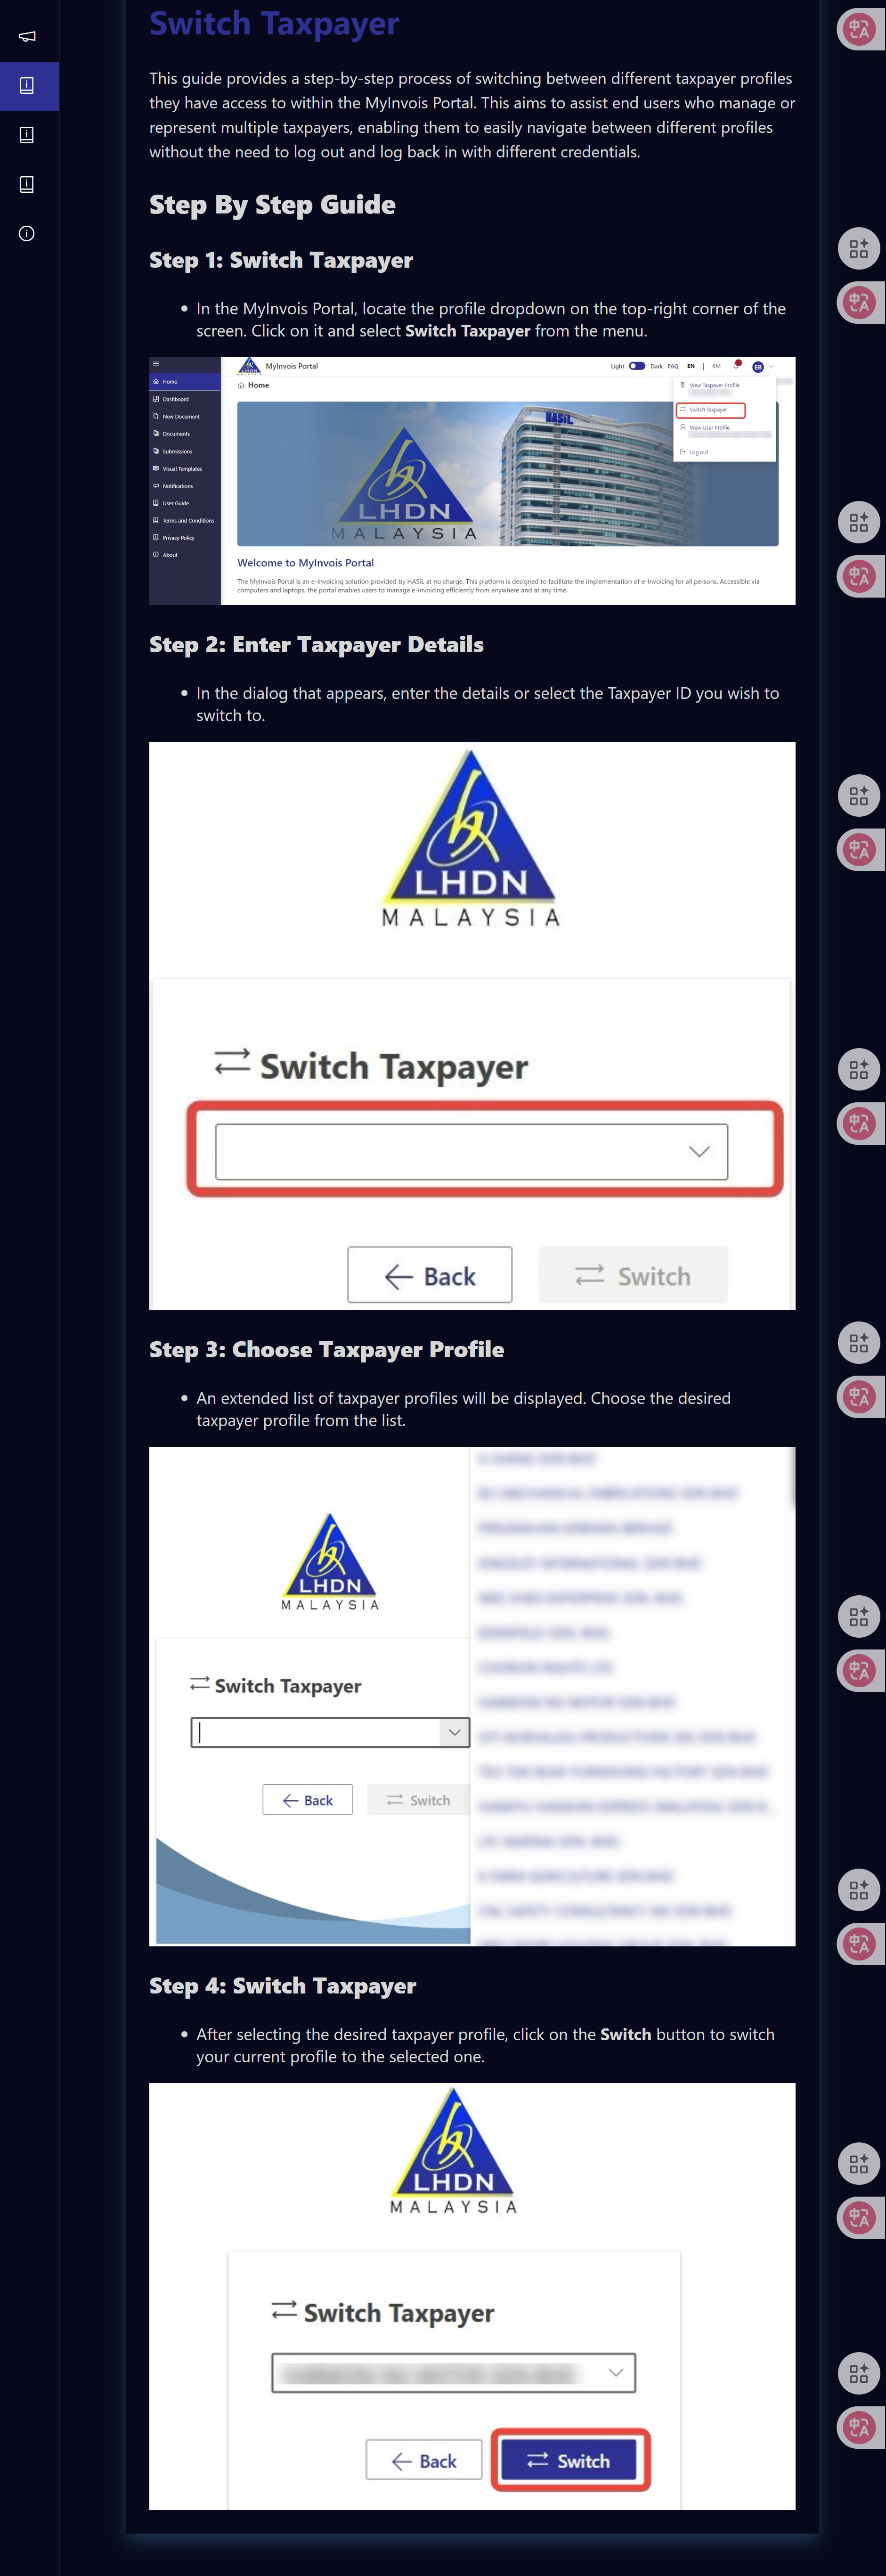 Switch Taxpayer
This guide provides a step-by-step process of switching between different taxpayer profiles
they have access to within the MyInvois Portal. This aims to assist end users who manage or
represent multiple taxpayers, enabling them to easily navigate between different profiles
without the need to log out and log back in with different credentials.
Step By Step Guide
Step 1: Switch Taxpayer
In the MyInvois Portal, locate the profile dropdown on the top-right corner of the
screen. Click on it and select Switch Taxpayer from the menu.
MyInvois Portal
Light Dark FAQ EN | BM EB
Home
Home
Dashboard
New Document
Documents
Submissions
Visual Templates
Notifications
User Guide
Terms and Conditions
Privacy Policy
About
View Taxpayer Profile
Switch Taxpayer
View User Profile
Log out
HASiL
LHDN
MALAYSIA
Welcome to MyInvois Portal
The MyInvois Portal is an e-Invoicing solution provided by HASiL at no charge. This platform is designed to facilitate the implementation of e-Invoicing for all persons. Accessible via
computers and laptops, the portal enables users to manage e-Invoicing efficiently from anywhere and at any time.
Step 2: Enter Taxpayer Details
In the dialog that appears, enter the details or select the Taxpayer ID you wish to
switch to.
LHDN
MALAYSIA
Switch Taxpayer
Back
Switch
Step 3: Choose Taxpayer Profile
An extended list of taxpayer profiles will be displayed. Choose the desired
taxpayer profile from the list.
LHDN
MALAYSIA
Switch Taxpayer
Back
Switch
Step 4: Switch Taxpayer
After selecting the desired taxpayer profile, click on the Switch button to switch
your current profile to the selected one.
LHDN
MALAYSIA
Switch Taxpayer
Back
Switch